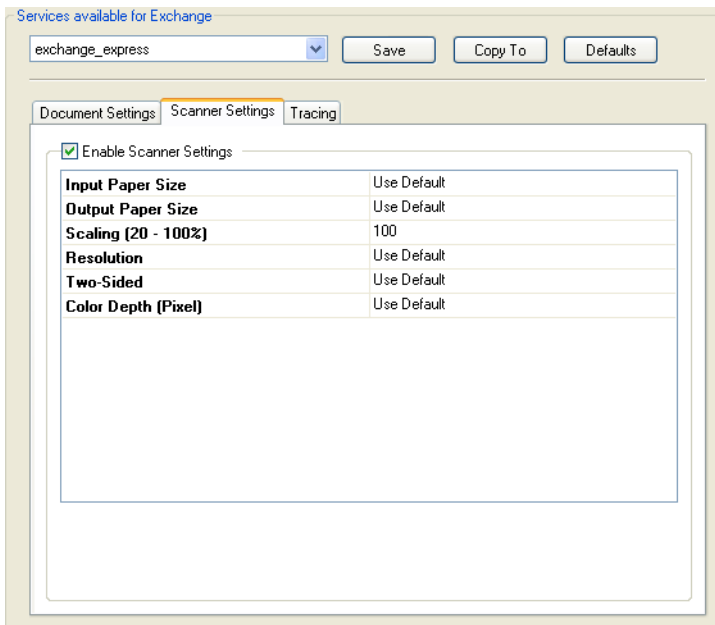 Services available for Exchange
exchange_express Save Copy To Defaults
Document Settings Scanner Settings Tracing
Enable Scanner Settings
Input Paper Size Use Default
Output Paper Size Use Default
Scaling (20 - 100%) 100
Resolution Use Default
Two-Sided Use Default
Color Depth (Pixel) Use Default